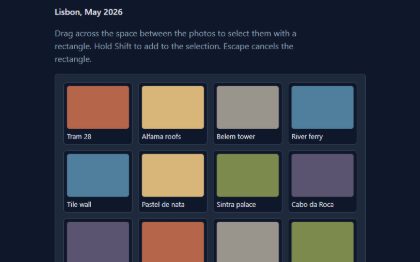 Lisbon, May 2026
Drag across the space between the photos to select them with a
rectangle. Hold Shift to add to the selection. Escape cancels the
rectangle.
Tram 28
Alfama roofs
Belem tower
River ferry
Tile wall
Pastel de nata
Sintra palace
Cabo da Roca